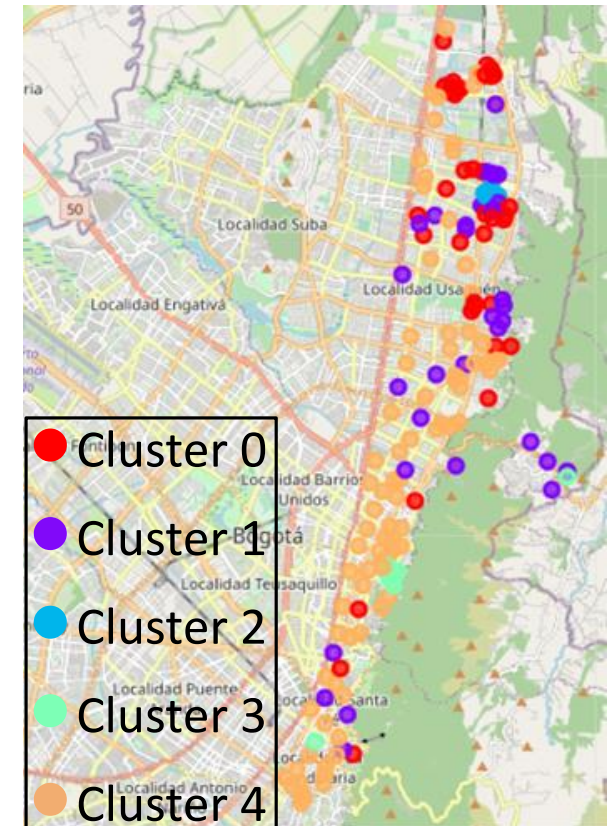 ria
50
Localidad Suba
Localidad Usaquén
Localidad Engativá
Cluster 0
Localidad Barrios
Unidos
Cluster 1
Bogotá
Localidad Teusaquillo
Cluster 2
Localidad Puente
Santa
Cluster 3
Localidad Antonio
Cluster 4